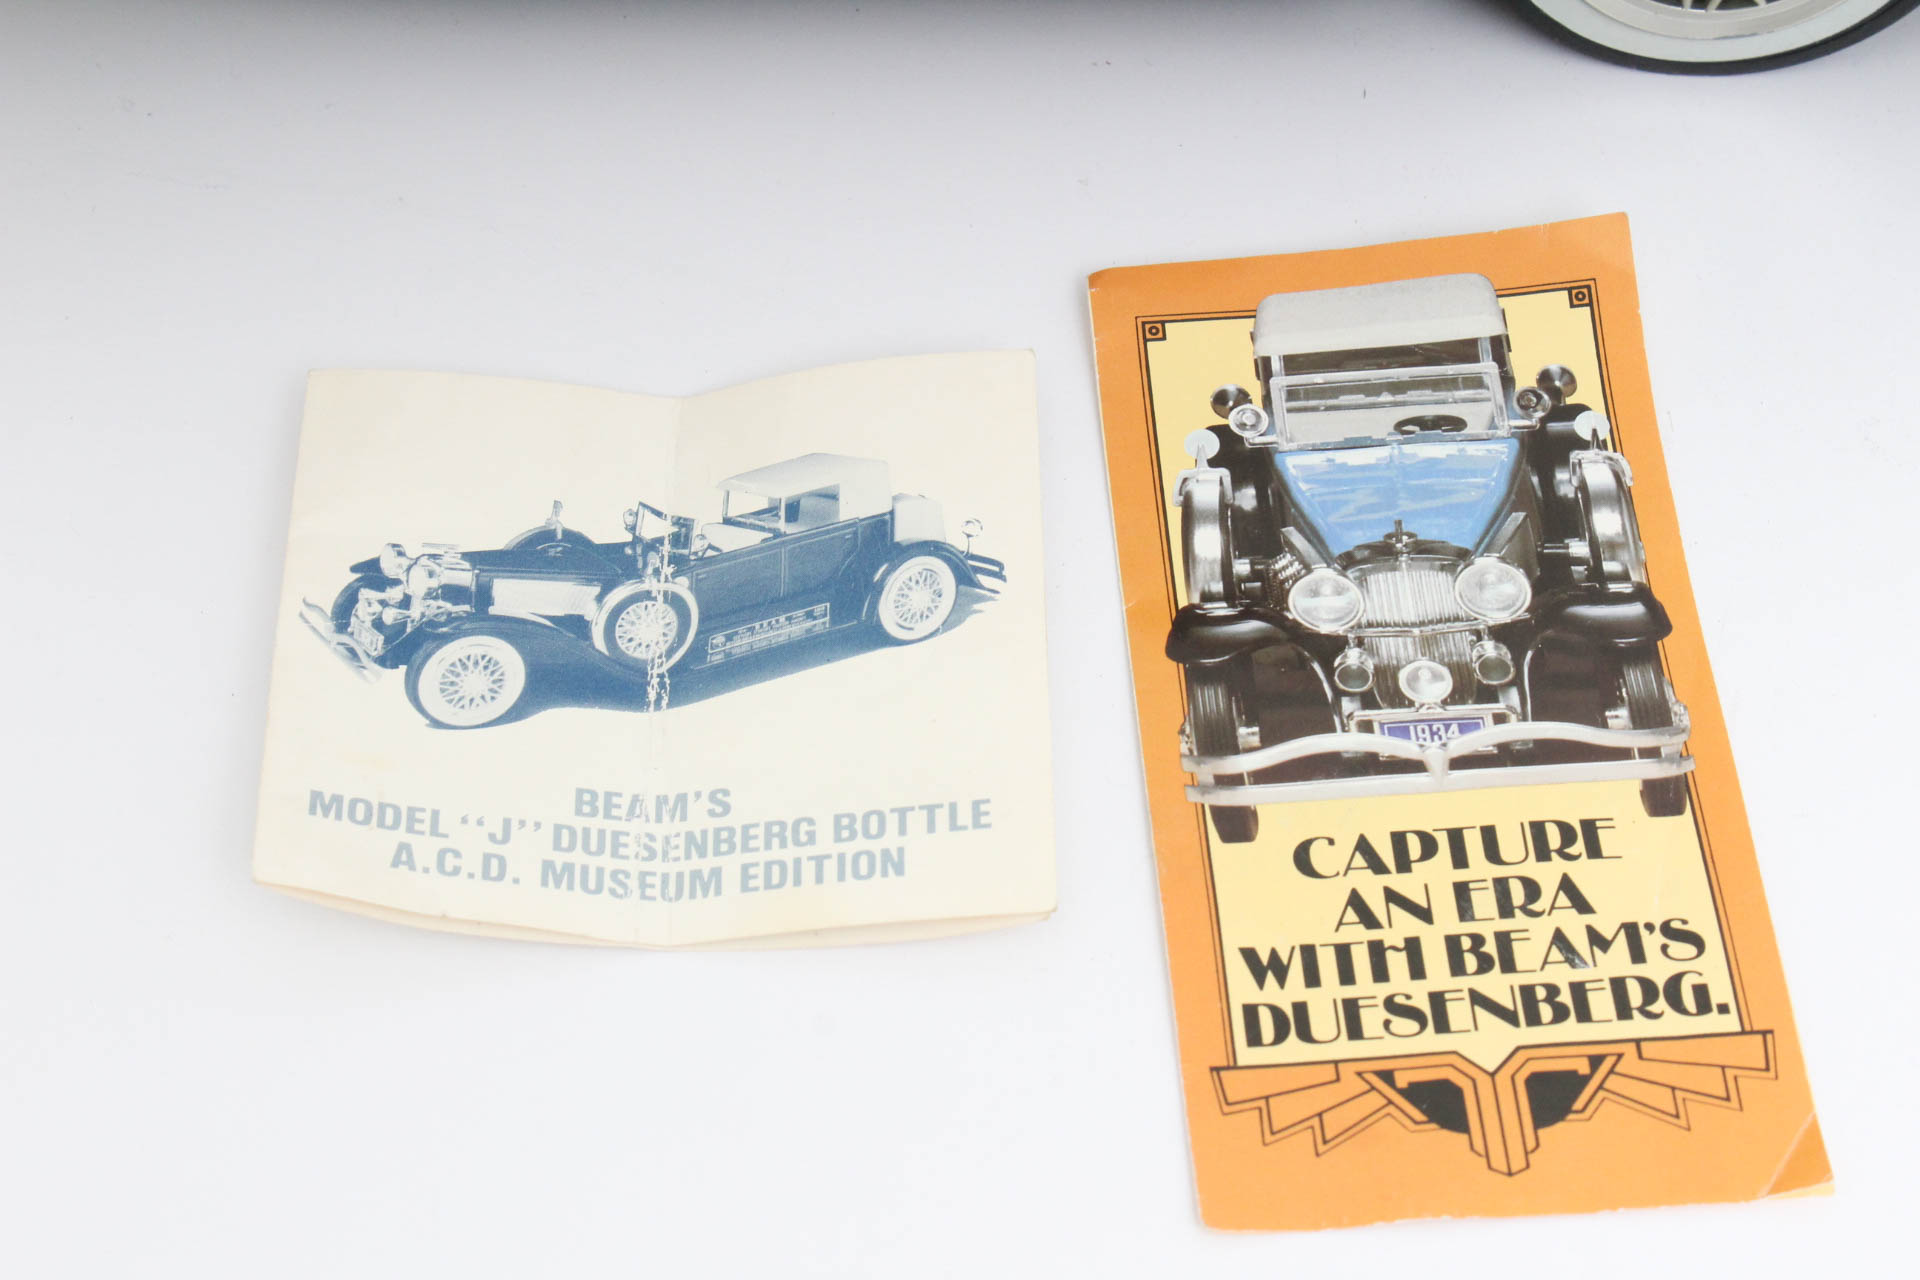 BEAM'S
MODEL "J" DUESENBERG BOTTLE
A.C.D. MUSEUM EDITION
1934
CAPTURE
AN ERA
WITH BEAM'S
DUESENBERG.